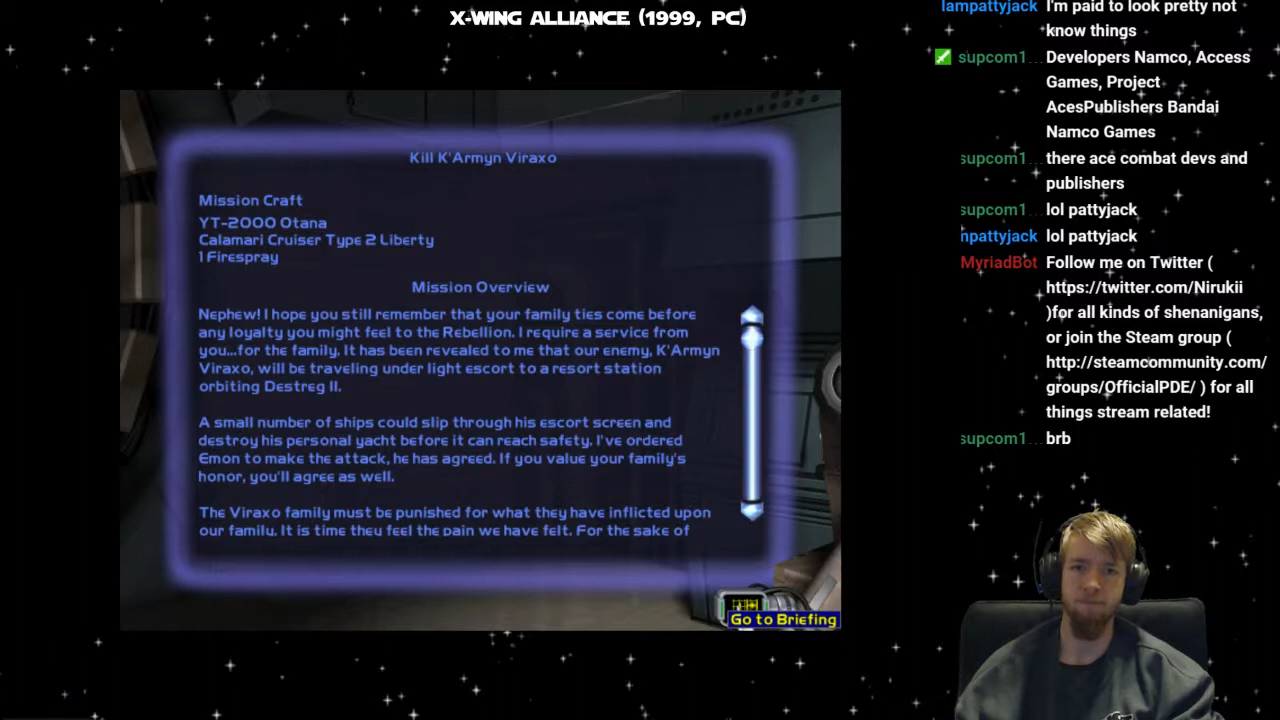 X-WING ALLIANCE (1999, PC)
Kill K'Armyn Viraxo
Mission Craft
YT-2000 Otana
Calamari Cruiser Type 2 Liberty
1 Firespray
Mission Overview
Nephew! I hope you still remember that your family ties come before
any loyalty you might feel to the Rebellion. I require a service from
you...for the family. It has been revealed to me that our enemy, K'Armyn
Viraxo, will be traveling under light escort to a resort station
orbiting Destreg II.
A small number of ships could slip through his escort screen and
destroy his personal yacht before it can reach safety. I've ordered
Emon to make the attack, he has agreed. If you value your family's
honor, you'll agree as well.
The Viraxo family must be punished for what they have inflicted upon
our family. It is time they feel the pain we have felt. For the sake of
Go to Briefing
Iampattyjack I'm paid to look pretty not
know things
supcom1... Developers Namco, Access
Games, Project
AcesPublishers Bandai
Namco Games
supcom1... there ace combat devs and
publishers
supcom1... lol pattyjack
mpattyjack lol pattyjack
MyriadBot Follow me on Twitter (
https://twitter.com/Nirukii
)for all kinds of shenanigans,
or join the Steam group (
http://steamcommunity.com/
groups/OfficialPDE/ ) for all
things stream related!
supcom1... brb